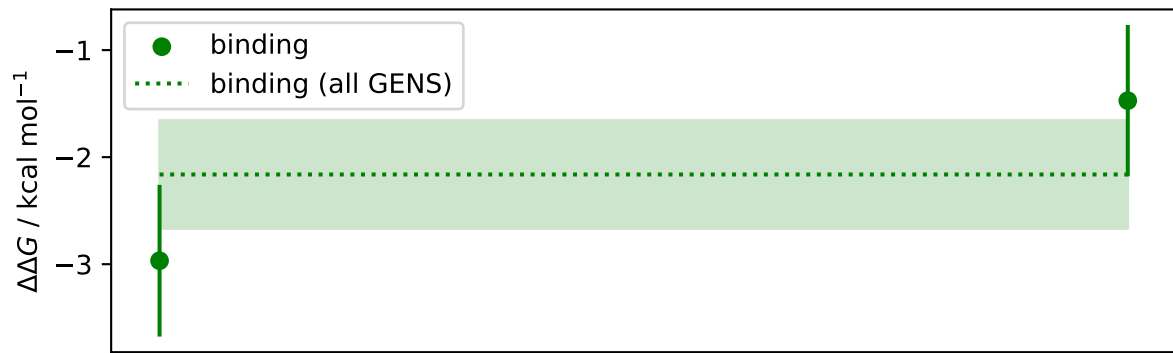 −1
−2
−3
ΔΔG / kcal mol⁻¹
binding
binding (all GENS)